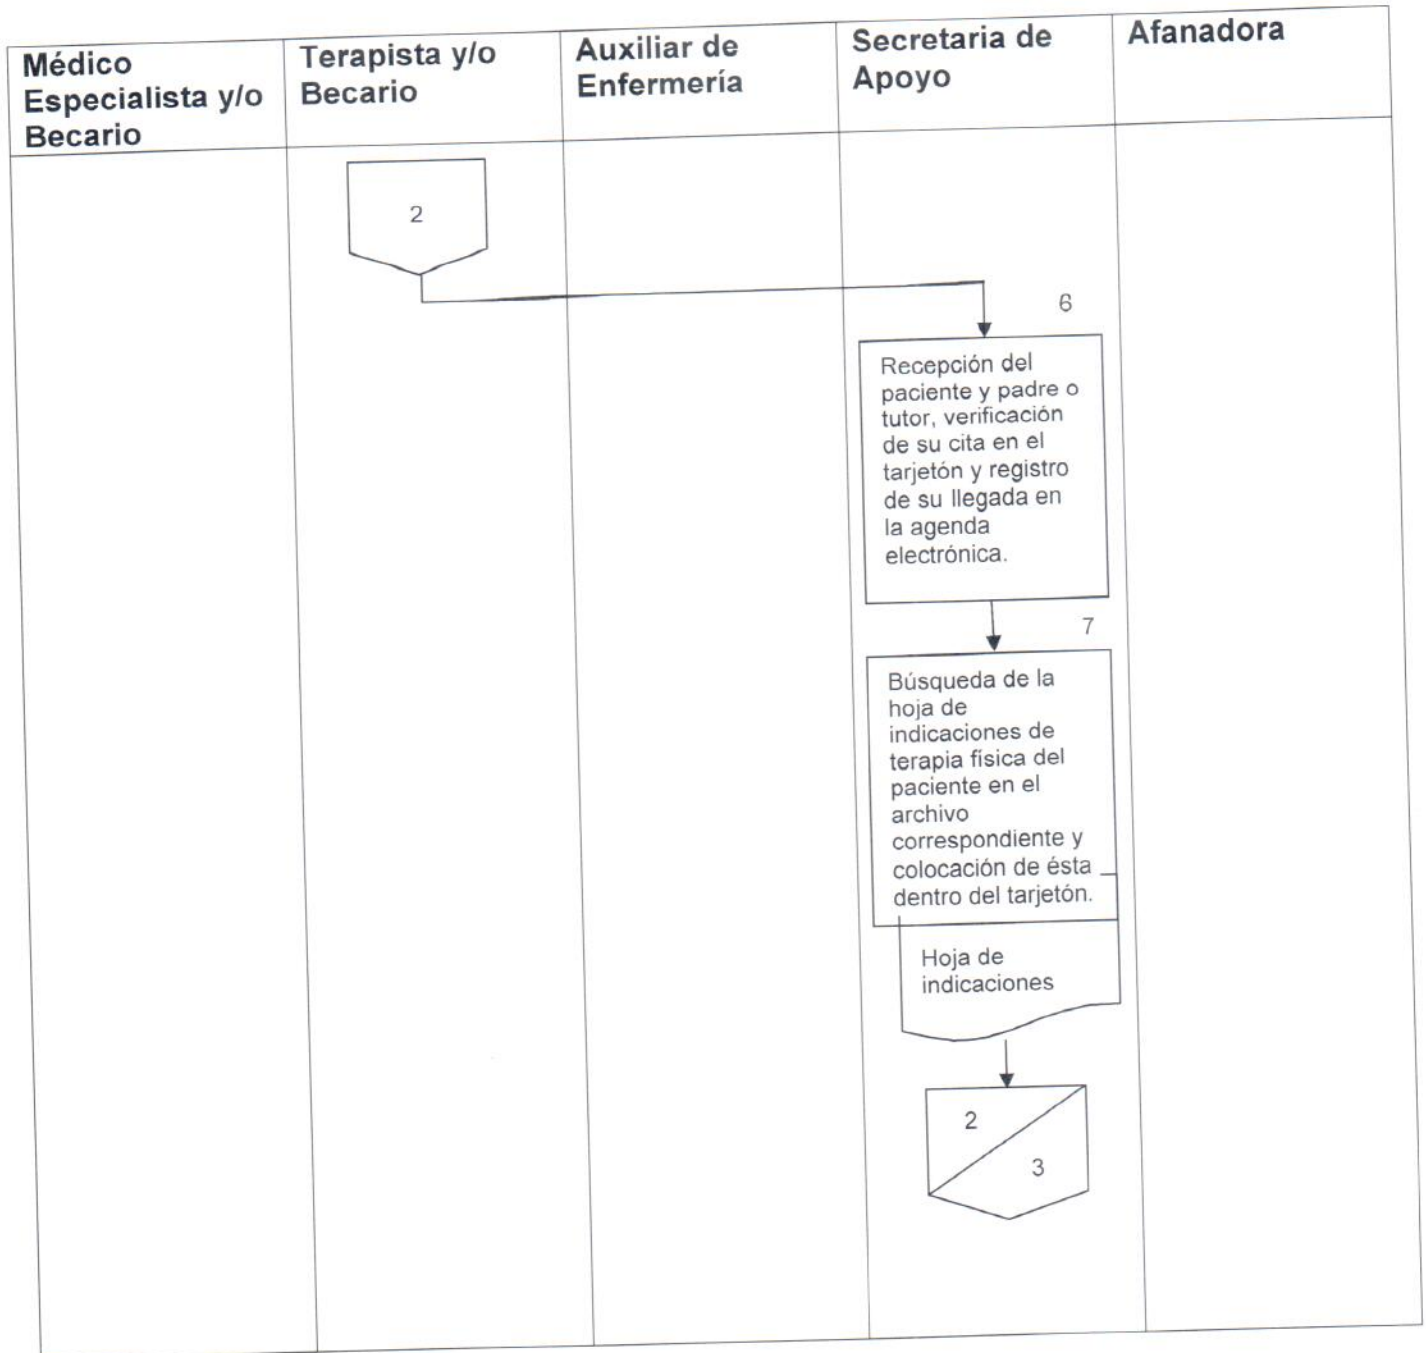 Médico
Especialista y/o
Becario
Terapista y/o
Becario
Auxiliar de
Enfermería
Secretaria de
Apoyo
Afanadora
2
6
Recepción del
paciente y padre o
tutor, verificación
de su cita en el
tarjetón y registro
de su llegada en
la agenda
electrónica.
7
Búsqueda de la
hoja de
indicaciones de
terapia física del
paciente en el
archivo
correspondiente y
colocación de ésta
dentro del tarjetón.
Hoja de
indicaciones
2
3